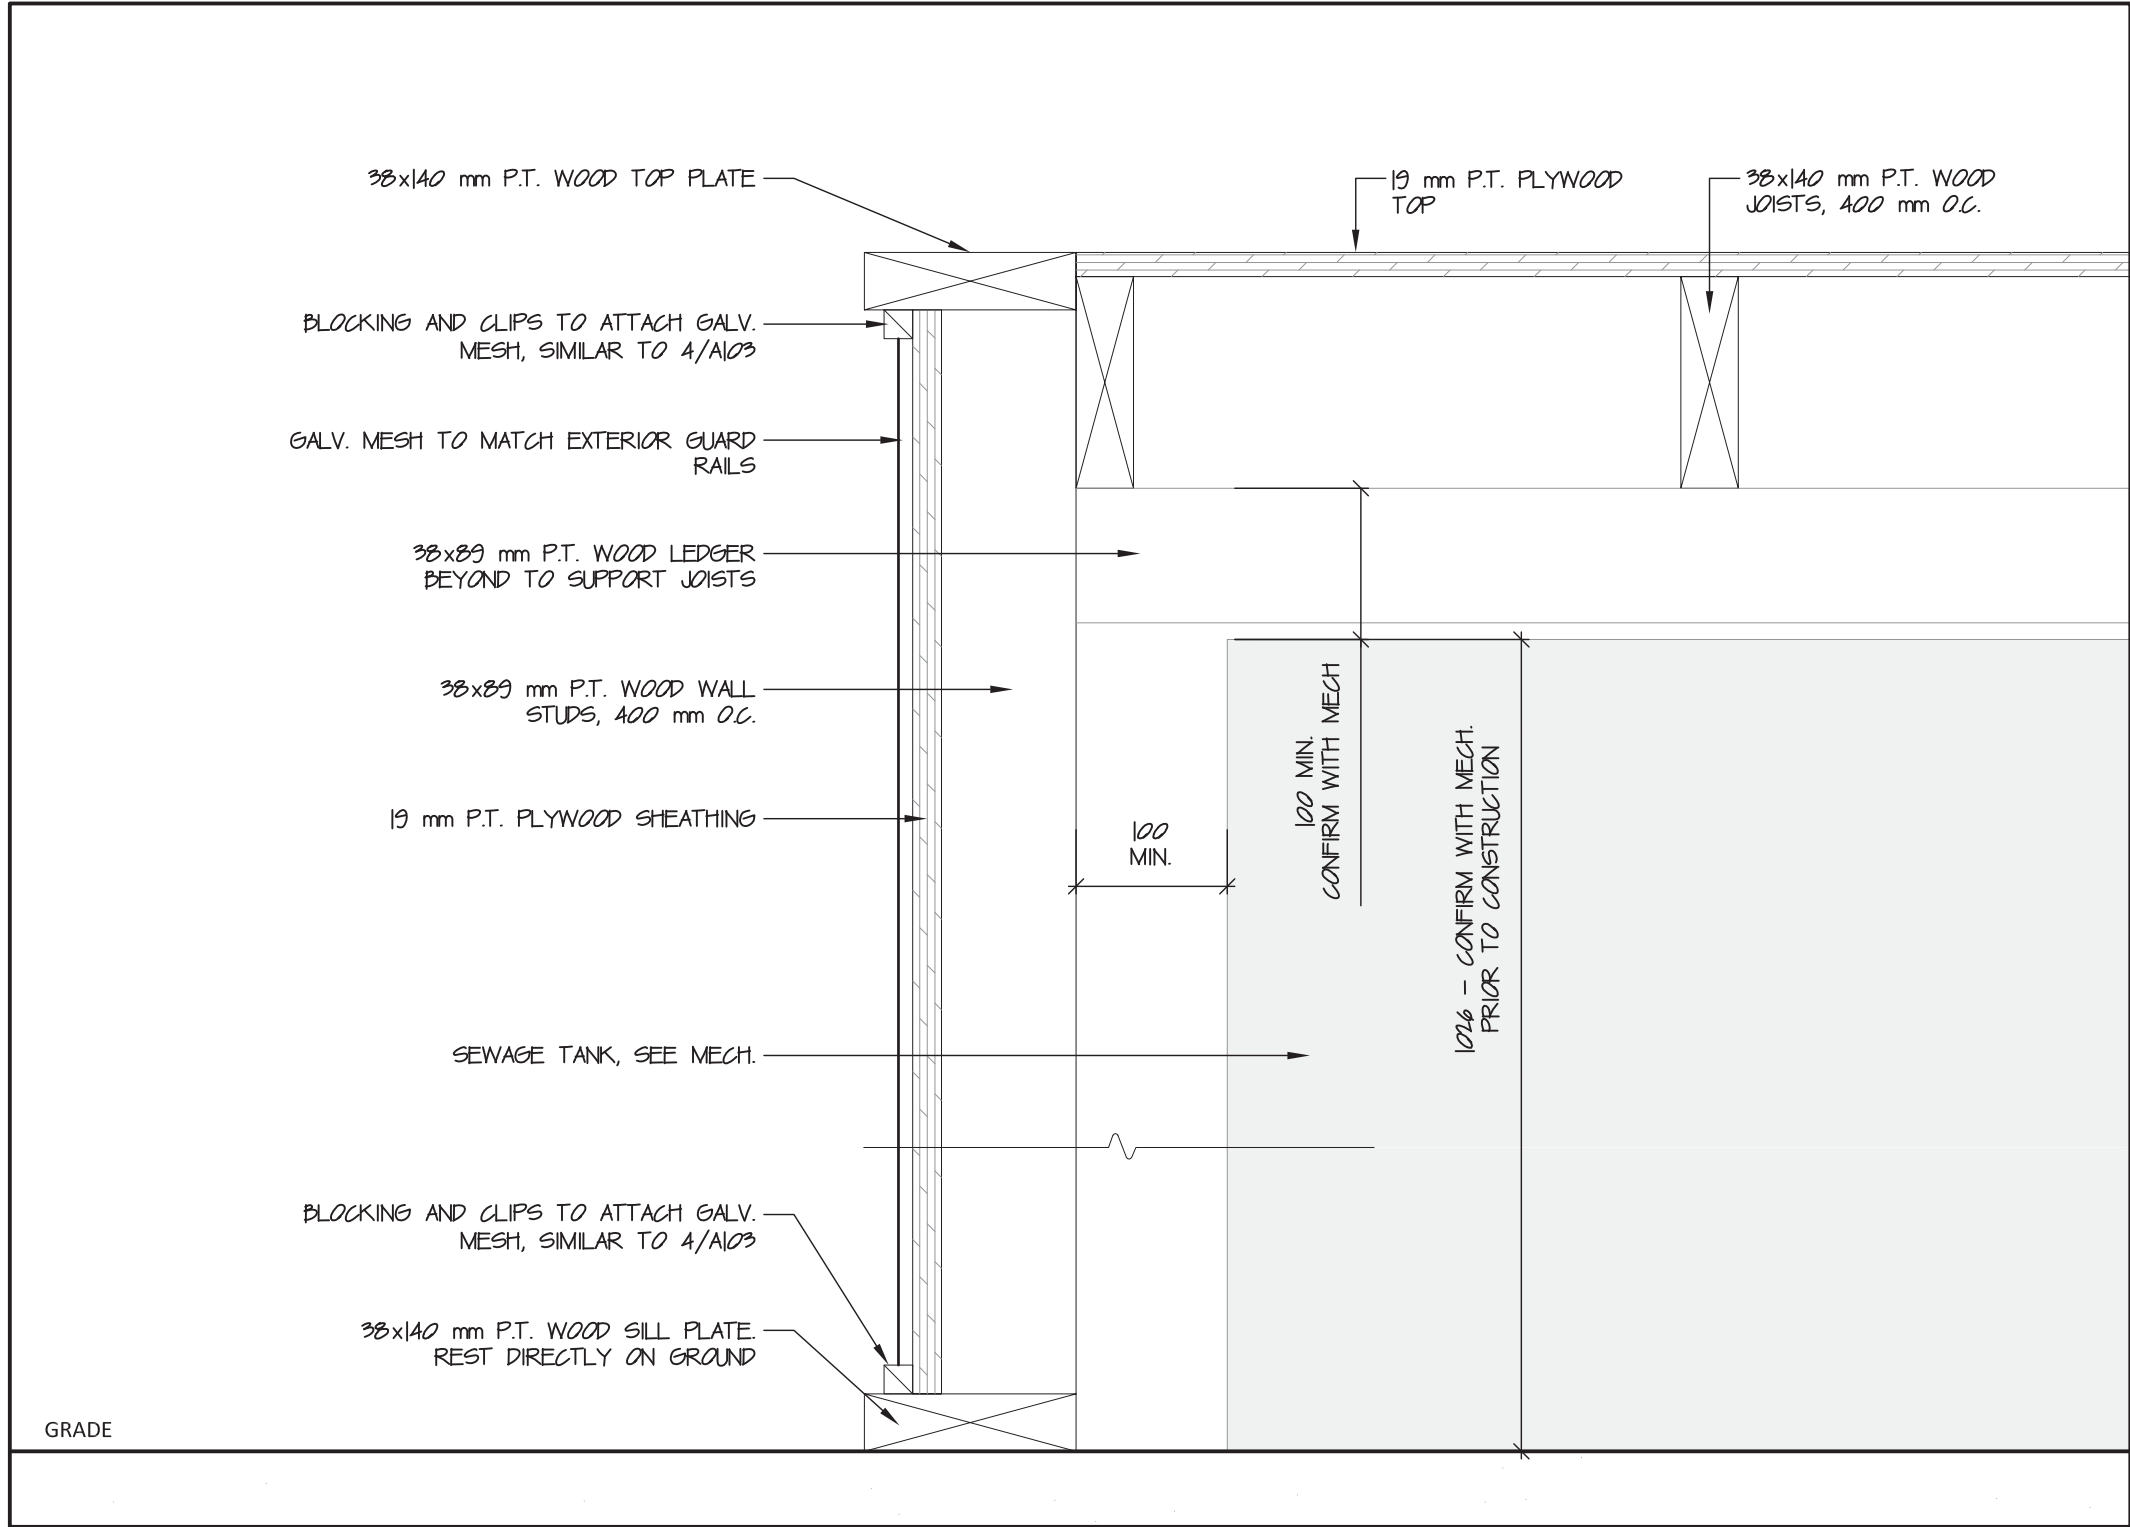 38x140 mm P.T. WOOD TOP PLATE
19 mm P.T. PLYWOOD
TOP
38x140 mm P.T. WOOD
JOISTS, 400 mm O.C.
BLOCKING AND CLIPS TO ATTACH GALV.
MESH, SIMILAR TO 4/A103
GALV. MESH TO MATCH EXTERIOR GUARD
RAILS
38x89 mm P.T. WOOD LEDGER
BEYOND TO SUPPORT JOISTS
38x89 mm P.T. WOOD WALL
STUDS, 400 mm O.C.
19 mm P.T. PLYWOOD SHEATHING
100
MIN.
100 MIN.
CONFIRM WITH MECH
1026 - CONFIRM WITH MECH.
PRIOR TO CONSTRUCTION
SEWAGE TANK, SEE MECH.
BLOCKING AND CLIPS TO ATTACH GALV.
MESH, SIMILAR TO 4/A103
38x140 mm P.T. WOOD SILL PLATE.
REST DIRECTLY ON GROUND
GRADE